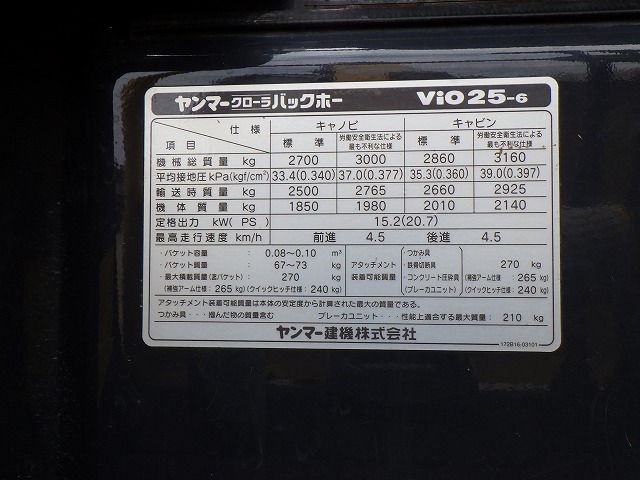 ヤンマークローラバックホー ViO25-6
仕様 キャノピ キャビン
項目 標準 労働安全衛生法による最も不利な仕様 標準 労働安全衛生法による最も不利な仕様
機械総質量 kg 2700 3000 2860 3160
平均接地圧 kPa(kgf/cm²) 33.4(0.340) 37.0(0.377) 35.3(0.360) 39.0(0.397)
輸送時質量 kg 2500 2765 2660 2925
機体質量 kg 1850 1980 2010 2140
定格出力 kW(PS) 15.2(20.7)
最高走行速度 km/h 前進 4.5 後進 4.5
・バケット容量 0.08〜0.10 m³
・バケット質量 67〜73 kg
・最大積載質量(含バケット) 270 kg
(補強アーム仕様:265 kg)(クイックヒッチ仕様:240 kg)
アタッチメント装着可能質量
・つかみ具
・鉄骨切断具
・コンクリート圧砕具
(ブレーカユニット)
270 kg
(補強アーム仕様:265 kg)
(クイックヒッチ仕様:240 kg)
アタッチメント装着可能質量は本体の安定度から計算された最大の質量である。
つかみ具・・・掴んだ物の質量含む ブレーカユニット・・・性能上適合する最大質量:210 kg
ヤンマー建機株式会社
172B16-03101